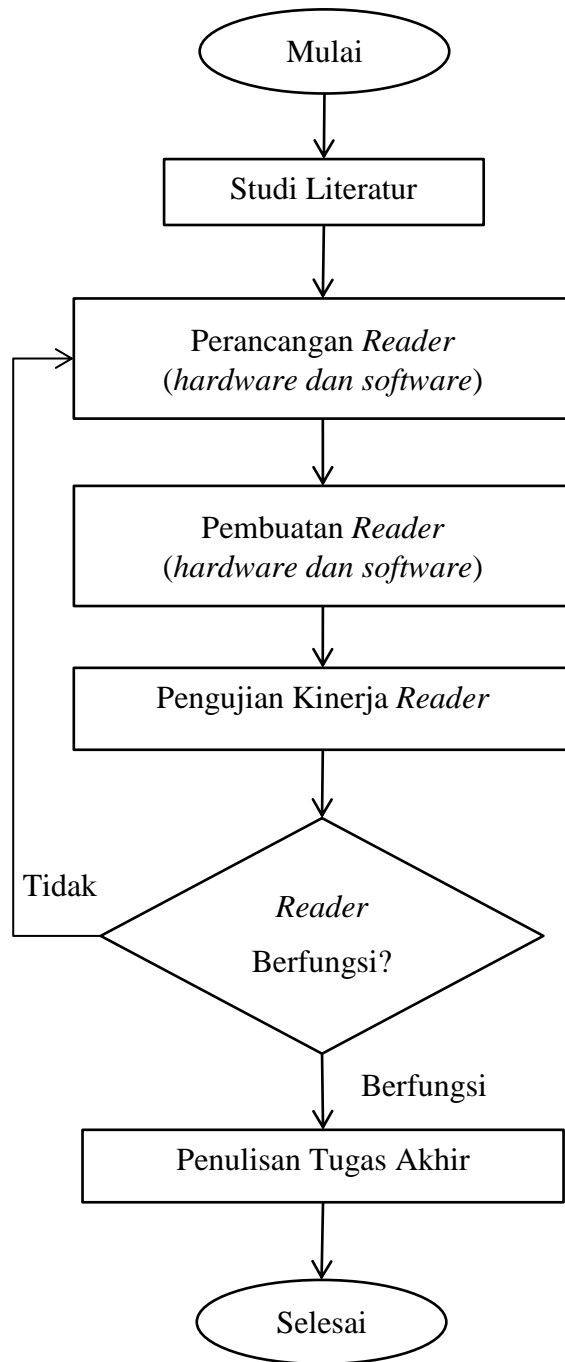 Mulai
Studi Literatur
Perancangan Reader
(hardware dan software)
Pembuatan Reader
(hardware dan software)
Pengujian Kinerja Reader
Tidak
Reader
Berfungsi?
Berfungsi
Penulisan Tugas Akhir
Selesai